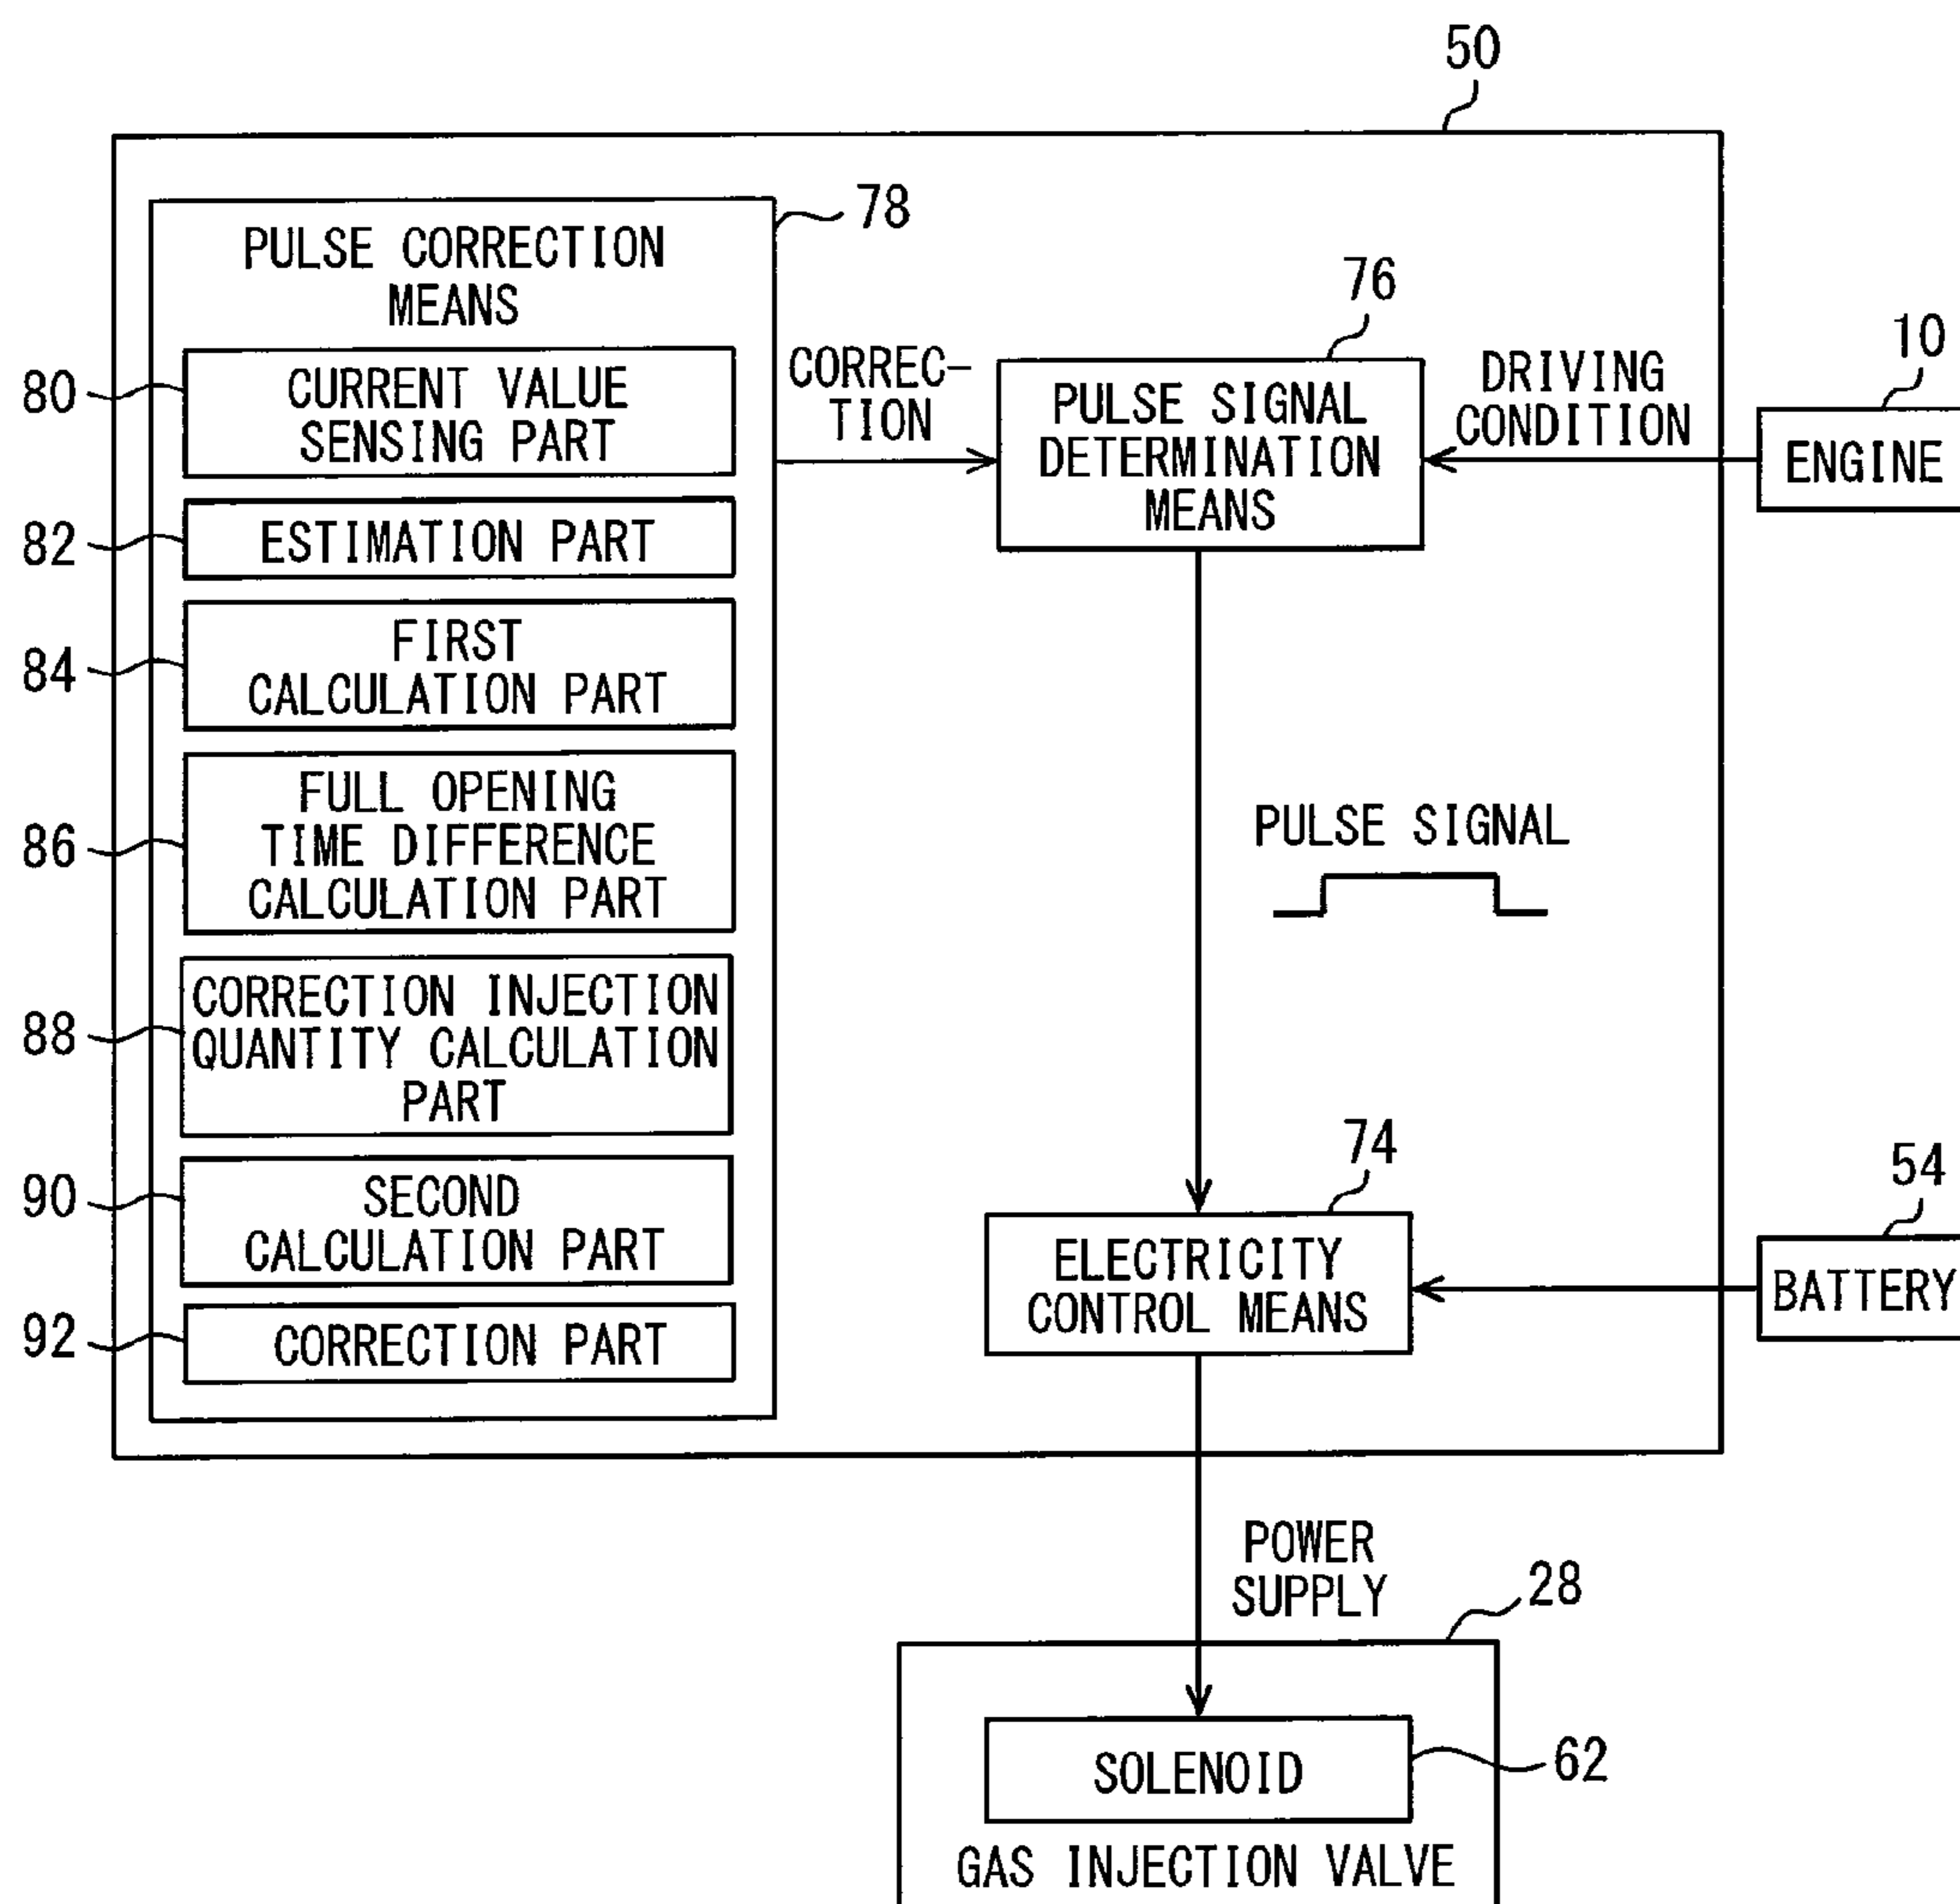 50
78
PULSE CORRECTION
MEANS
80
CURRENT VALUE
SENSING PART
82
ESTIMATION PART
84
FIRST
CALCULATION PART
86
FULL OPENING
TIME DIFFERENCE
CALCULATION PART
88
CORRECTION INJECTION
QUANTITY CALCULATION
PART
90
SECOND
CALCULATION PART
92
CORRECTION PART
CORREC-
TION
76
PULSE SIGNAL
DETERMINATION
MEANS
DRIVING
CONDITION
10
ENGINE
PULSE SIGNAL
74
ELECTRICITY
CONTROL MEANS
54
BATTERY
POWER
SUPPLY
28
SOLENOID
62
GAS INJECTION VALVE